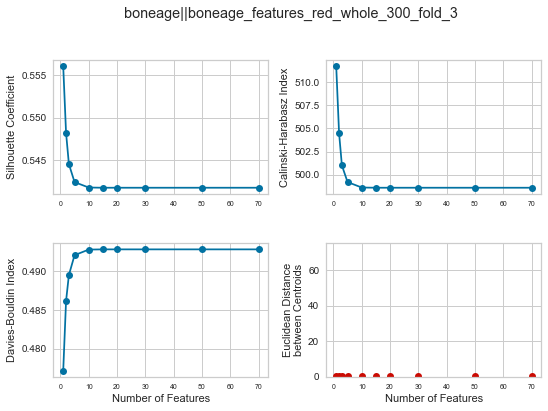 boneage||boneage_features_red_whole_300_fold_3
Silhouette Coefficient
0.555
0.550
0.545
0 10 20 30 40 50 60 70
Calinski-Harabasz Index
510.0
507.5
505.0
502.5
500.0
0 10 20 30 40 50 60 70
Davies-Bouldin Index
0.490
0.485
0.480
0 10 20 30 40 50 60 70
Number of Features
Euclidean Distance
between Centroids
60
40
20
0
0 10 20 30 40 50 60 70
Number of Features